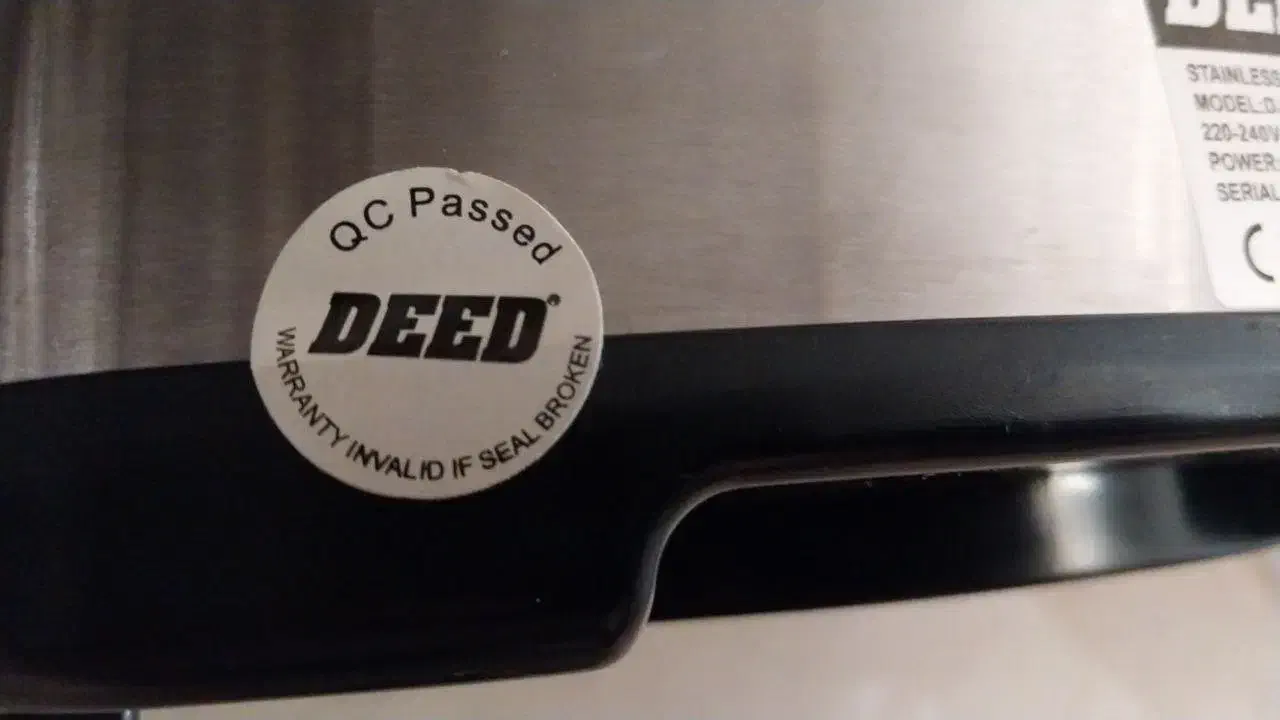 QC Passed
DEED®
WARRANTY INVALID IF SEAL BROKEN
STAINLESS
MODEL:D
220-240V
POWER:
SERIAL